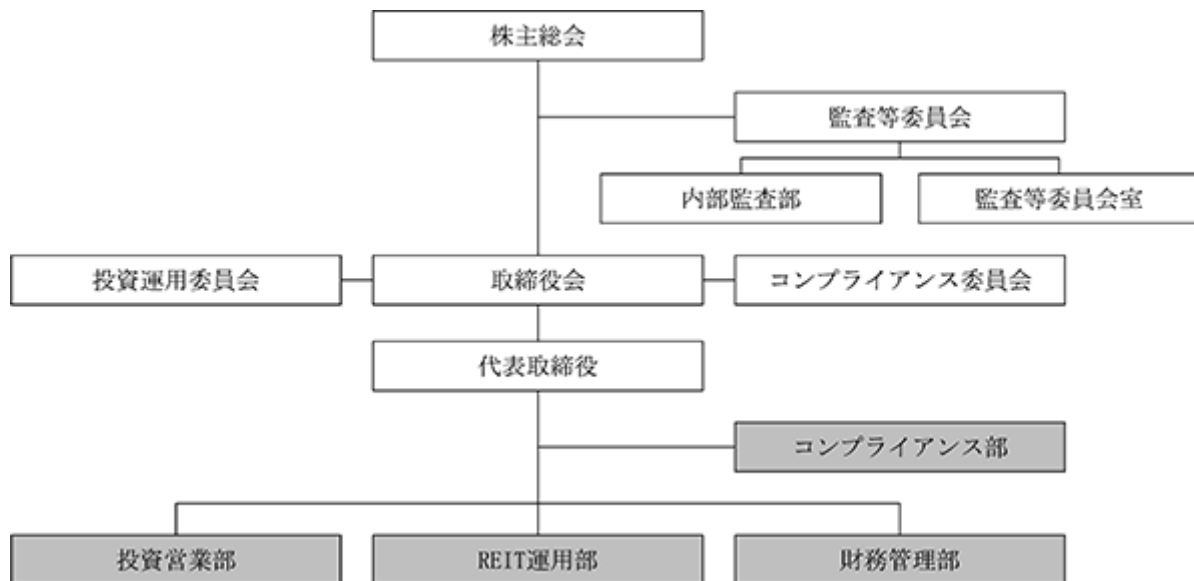 株主総会
監査等委員会
内部監査部
監査等委員会室
投資運用委員会
取締役会
コンプライアンス委員会
代表取締役
コンプライアンス部
投資営業部
REIT運用部
財務管理部